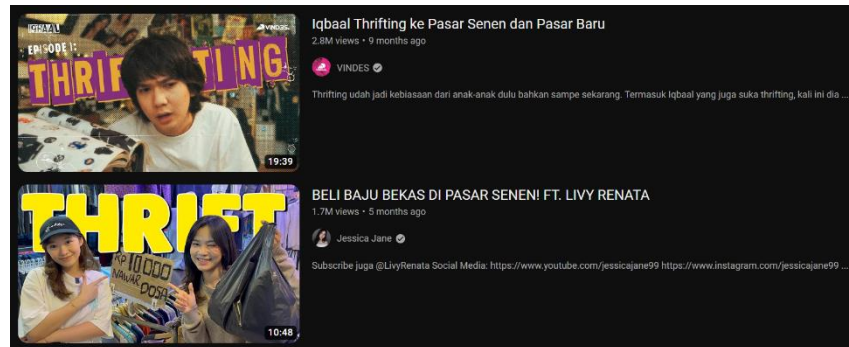 IQBAAL
VINDES
EPISODE 1:
THRIFTING
19:39
Iqbaal Thrifting ke Pasar Senen dan Pasar Baru
2.8M views • 9 months ago
VINDES
Thrifting udah jadi kebiasaan dari anak-anak dulu bahkan sampe sekarang. Termasuk Iqbaal yang juga suka thrifting, kali ini dia ...
THRIFT
RP 10.000
NAWAR
DOSA
10:48
BELI BAJU BEKAS DI PASAR SENEN! FT. LIVY RENATA
1.7M views • 5 months ago
Jessica Jane
Subscribe juga @LivyRenata Social Media: https://www.youtube.com/jessicajane99 https://www.instagram.com/jessicajane99 ...